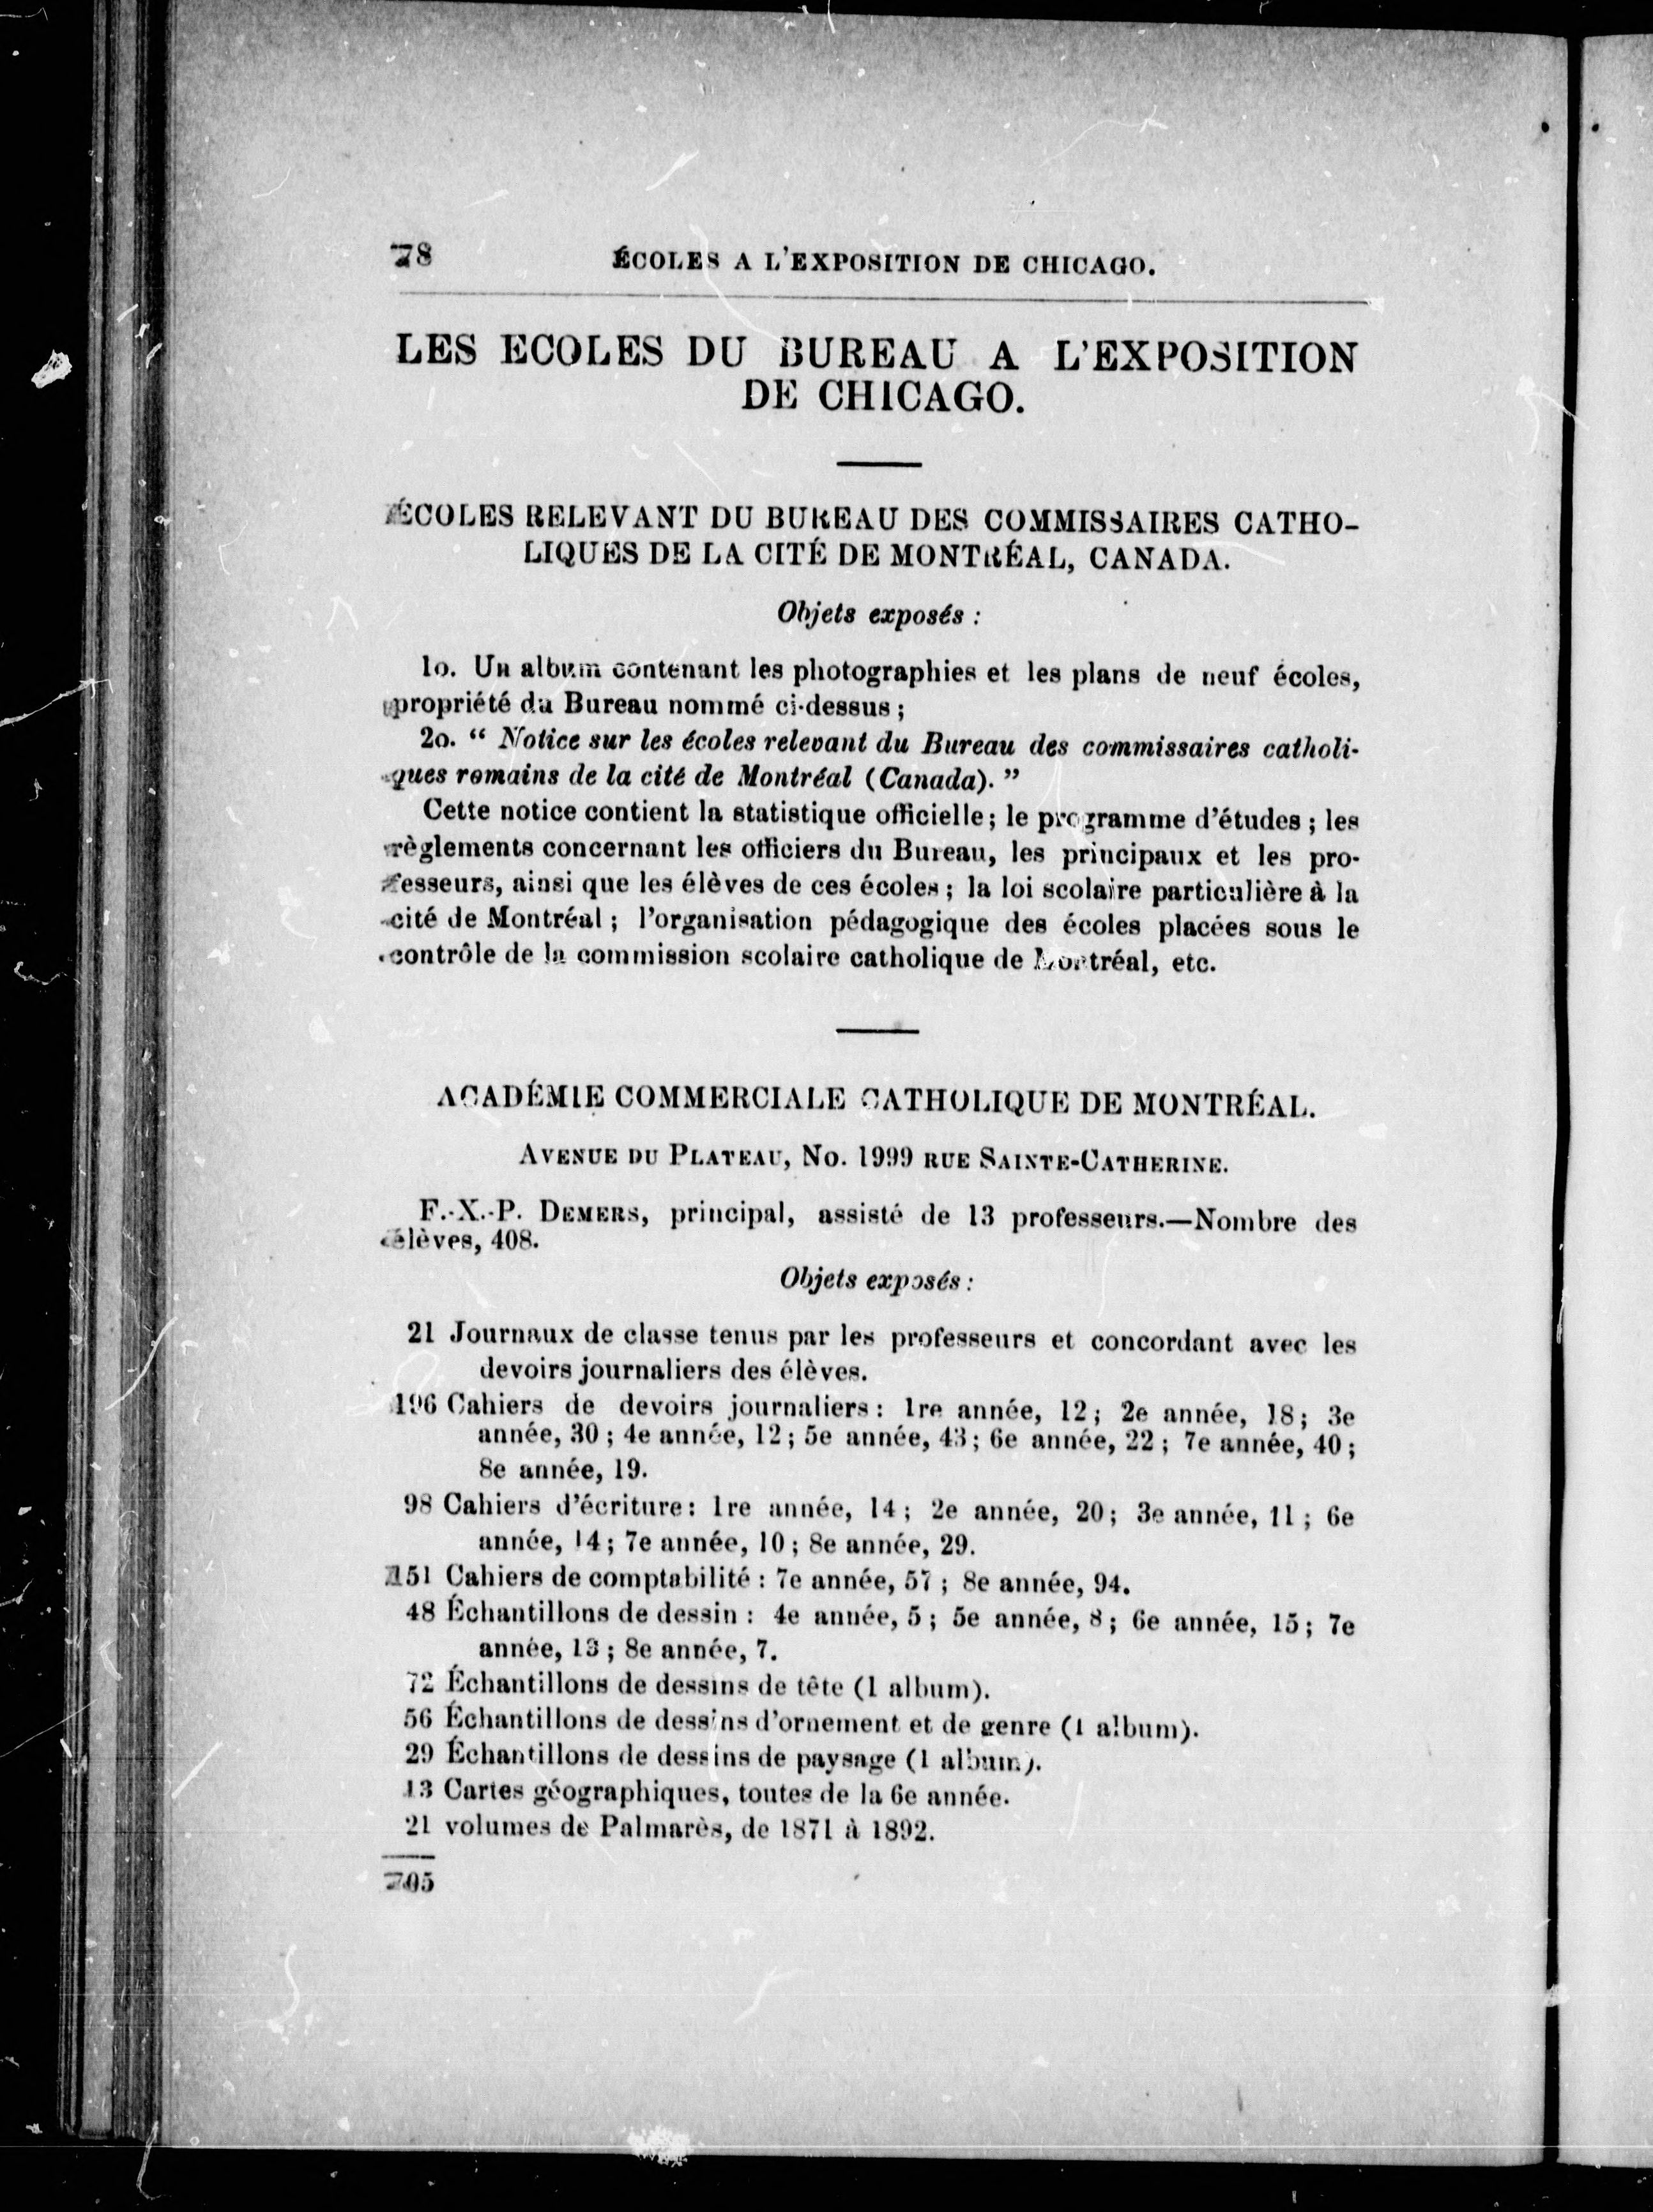 78 ÉCOLES A L'EXPOSITION DE CHICAGO.
LES ECOLES DU BUREAU A L'EXPOSITION
DE CHICAGO.
ÉCOLES RELEVANT DU BUREAU DES COMMISSAIRES CATHO-
LIQUES DE LA CITÉ DE MONTRÉAL, CANADA.
Objets exposés :
1o. Un album contenant les photographies et les plans de neuf écoles,
propriété du Bureau nommé ci-dessus ;
2o. “ Notice sur les écoles relevant du Bureau des commissaires catholi-
ques romains de la cité de Montréal (Canada). ”
Cette notice contient la statistique officielle ; le programme d'études ; les
règlements concernant les officiers du Bureau, les principaux et les pro-
fesseurs, ainsi que les élèves de ces écoles ; la loi scolaire particulière à la
cité de Montréal ; l'organisation pédagogique des écoles placées sous le
contrôle de la commission scolaire catholique de Montréal, etc.
ACADÉMIE COMMERCIALE CATHOLIQUE DE MONTRÉAL.
AVENUE DU PLATEAU, NO. 1999 RUE SAINTE-CATHERINE.
F.-X.-P. DEMERS, principal, assisté de 13 professeurs.—Nombre des
élèves, 408.
Objets exposés :
21 Journaux de classe tenus par les professeurs et concordant avec les
devoirs journaliers des élèves.
196 Cahiers de devoirs journaliers : 1re année, 12 ; 2e année, 18 ; 3e
année, 30 ; 4e année, 12 ; 5e année, 43 ; 6e année, 22 ; 7e année, 40 ;
8e année, 19.
98 Cahiers d'écriture : 1re année, 14 ; 2e année, 20 ; 3e année, 11 ; 6e
année, 14 ; 7e année, 10 ; 8e année, 29.
151 Cahiers de comptabilité : 7e année, 57 ; 8e année, 94.
48 Échantillons de dessin : 4e année, 5 ; 5e année, 8 ; 6e année, 15 ; 7e
année, 13 ; 8e année, 7.
72 Échantillons de dessins de tête (1 album).
56 Échantillons de dessins d'ornement et de genre (1 album).
29 Échantillons de dessins de paysage (1 album).
13 Cartes géographiques, toutes de la 6e année.
21 volumes de Palmarès, de 1871 à 1892.
705